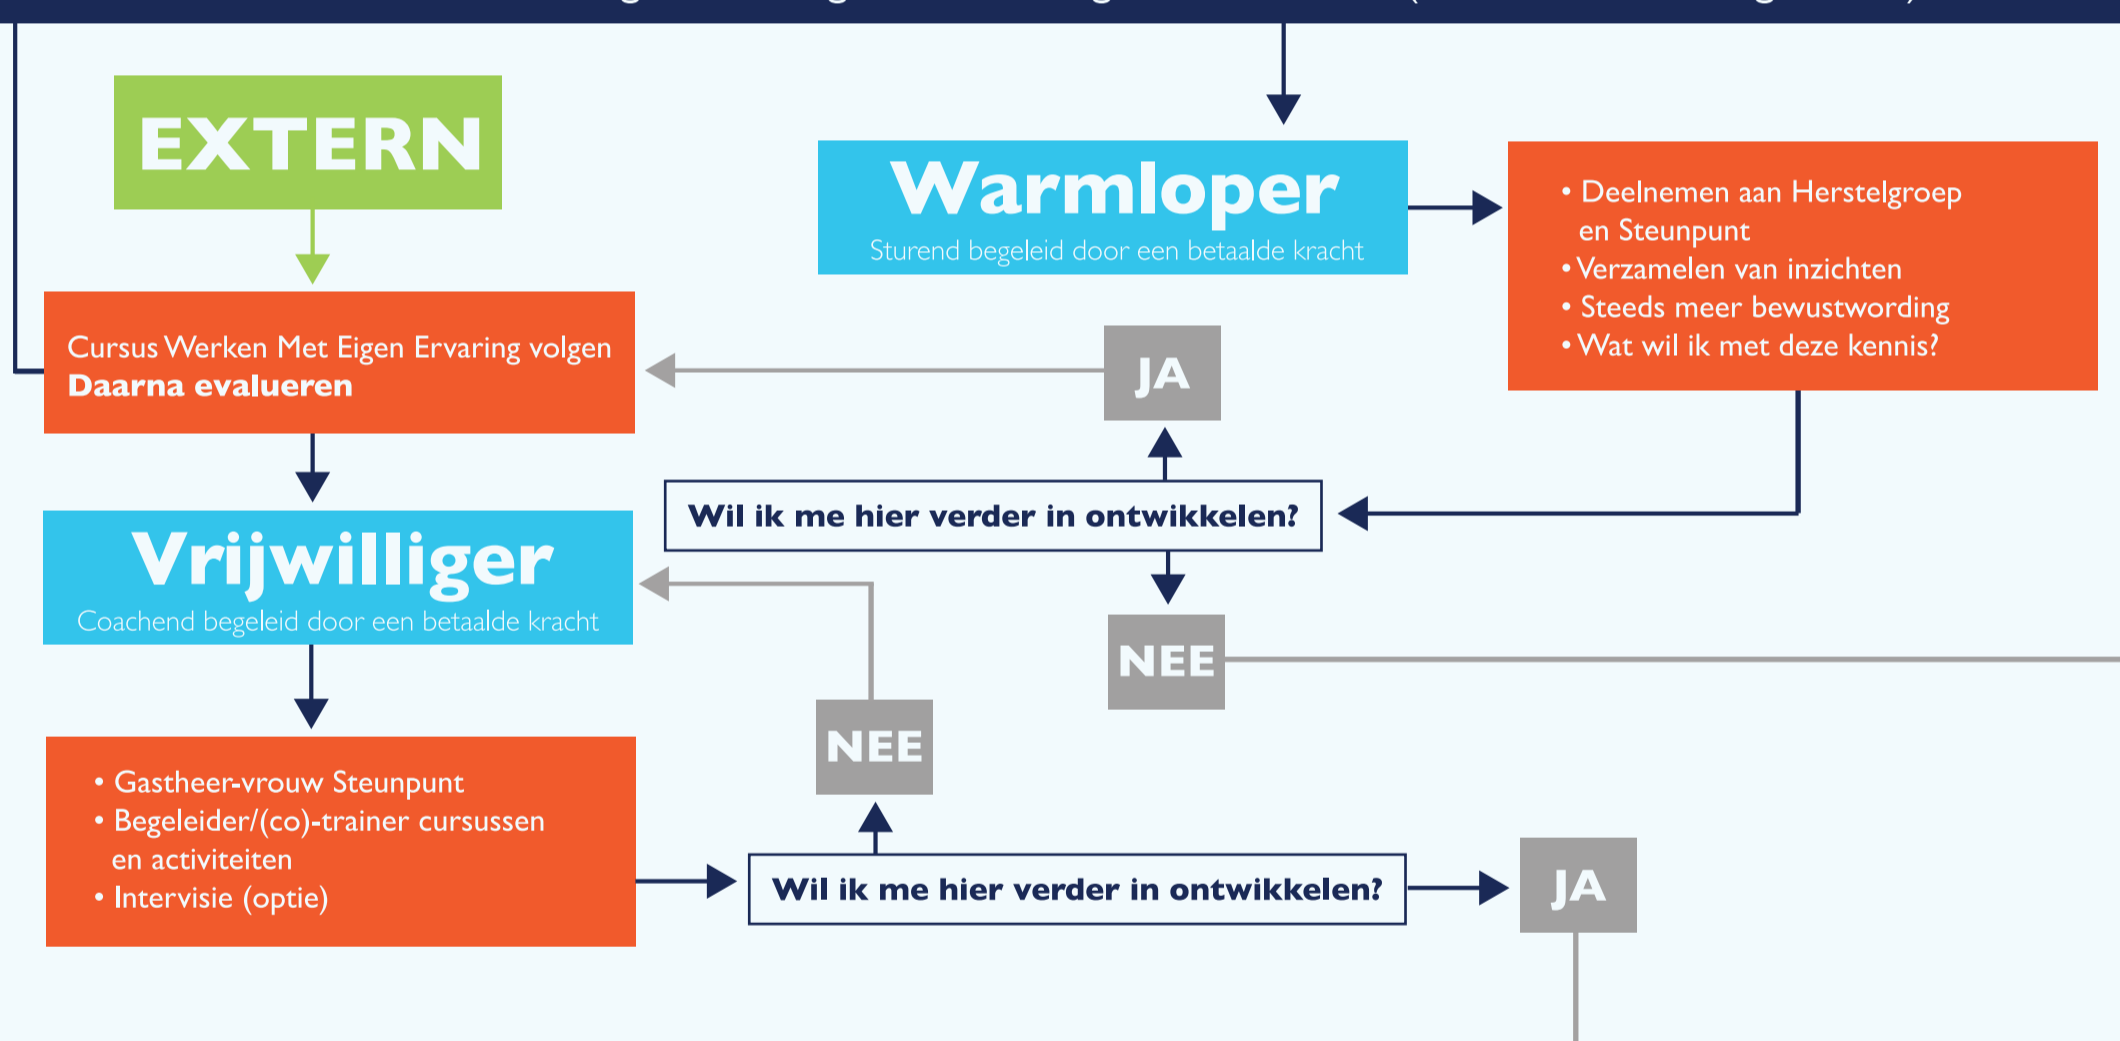 EXTERN
Warmloper
Sturend begeleid door een betaalde kracht
• Deelnemen aan Herstelgroep
en Steunpunt
• Verzamelen van inzichten
• Steeds meer bewustwording
• Wat wil ik met deze kennis?
Cursus Werken Met Eigen Ervaring volgen
Daarna evalueren
JA
Wil ik me hier verder in ontwikkelen?
NEE
Vrijwilliger
Coachend begeleid door een betaalde kracht
• Gastheer-vrouw Steunpunt
• Begeleider/(co)-trainer cursussen
en activiteiten
• Intervisie (optie)
NEE
Wil ik me hier verder in ontwikkelen?
JA